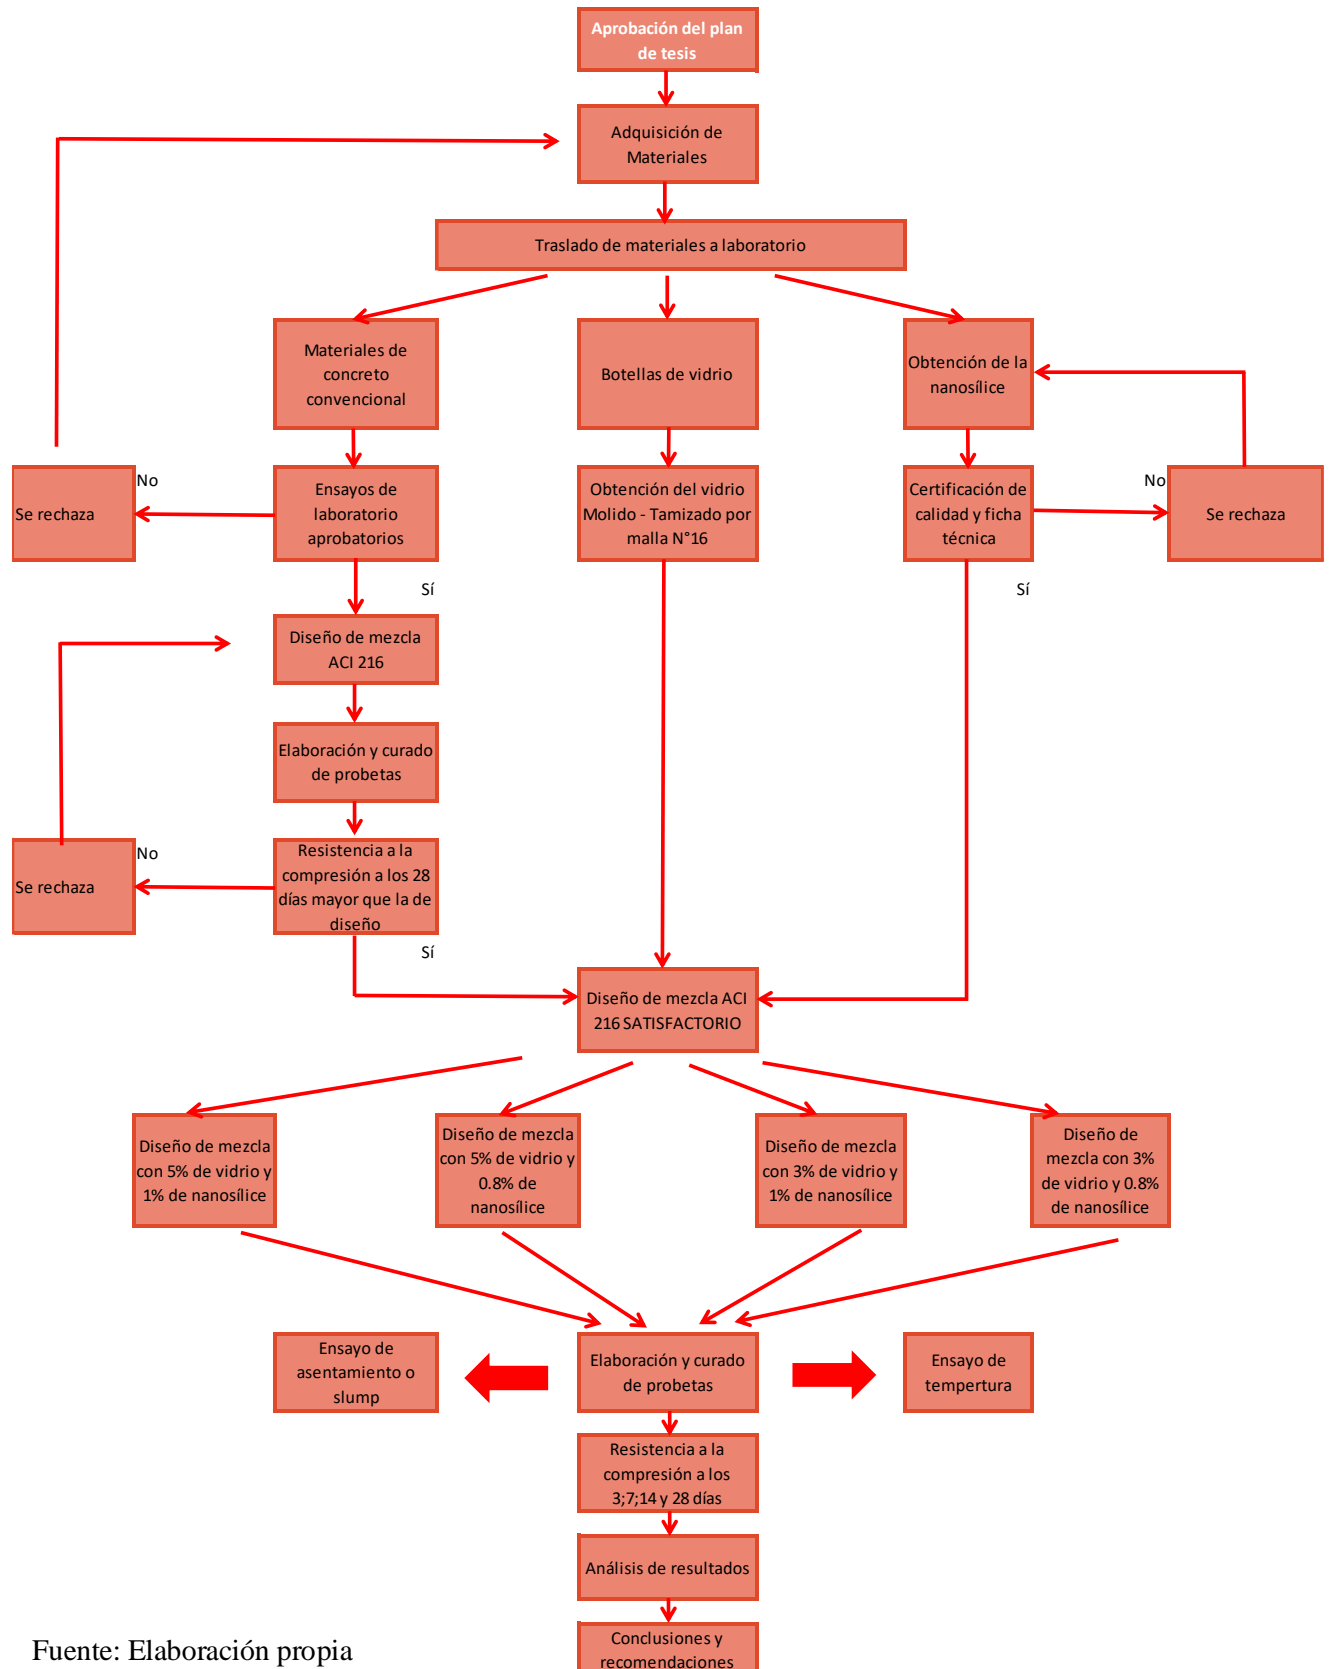 Aprobación del plan
de tesis
Adquisición de
Materiales
Traslado de materiales a laboratorio
Materiales de
concreto
convencional
Botellas de vidrio
Obtención de la
nanosílice
Se rechaza
No
Ensayos de
laboratorio
aprobatorios
Obtención del vidrio
Molido - Tamizado por
malla N°16
Certificación de
calidad y ficha
técnica
No
Se rechaza
Sí
Sí
Diseño de mezcla
ACI 216
Elaboración y curado
de probetas
Se rechaza
No
Resistencia a la
compresión a los 28
días mayor que la de
diseño
Sí
Diseño de mezcla ACI
216 SATISFACTORIO
Diseño de mezcla
con 5% de vidrio y
1% de nanosílice
Diseño de mezcla
con 5% de vidrio y
0.8% de
nanosílice
Diseño de mezcla
con 3% de vidrio y
1% de nanosílice
Diseño de
mezcla con 3%
de vidrio y 0.8%
de nanosílice
Ensayo de
asentamiento o
slump
Elaboración y curado
de probetas
Ensayo de
tempertura
Resistencia a la
compresión a los
3;7;14 y 28 días
Análisis de resultados
Conclusiones y
recomendaciones
Fuente: Elaboración propia